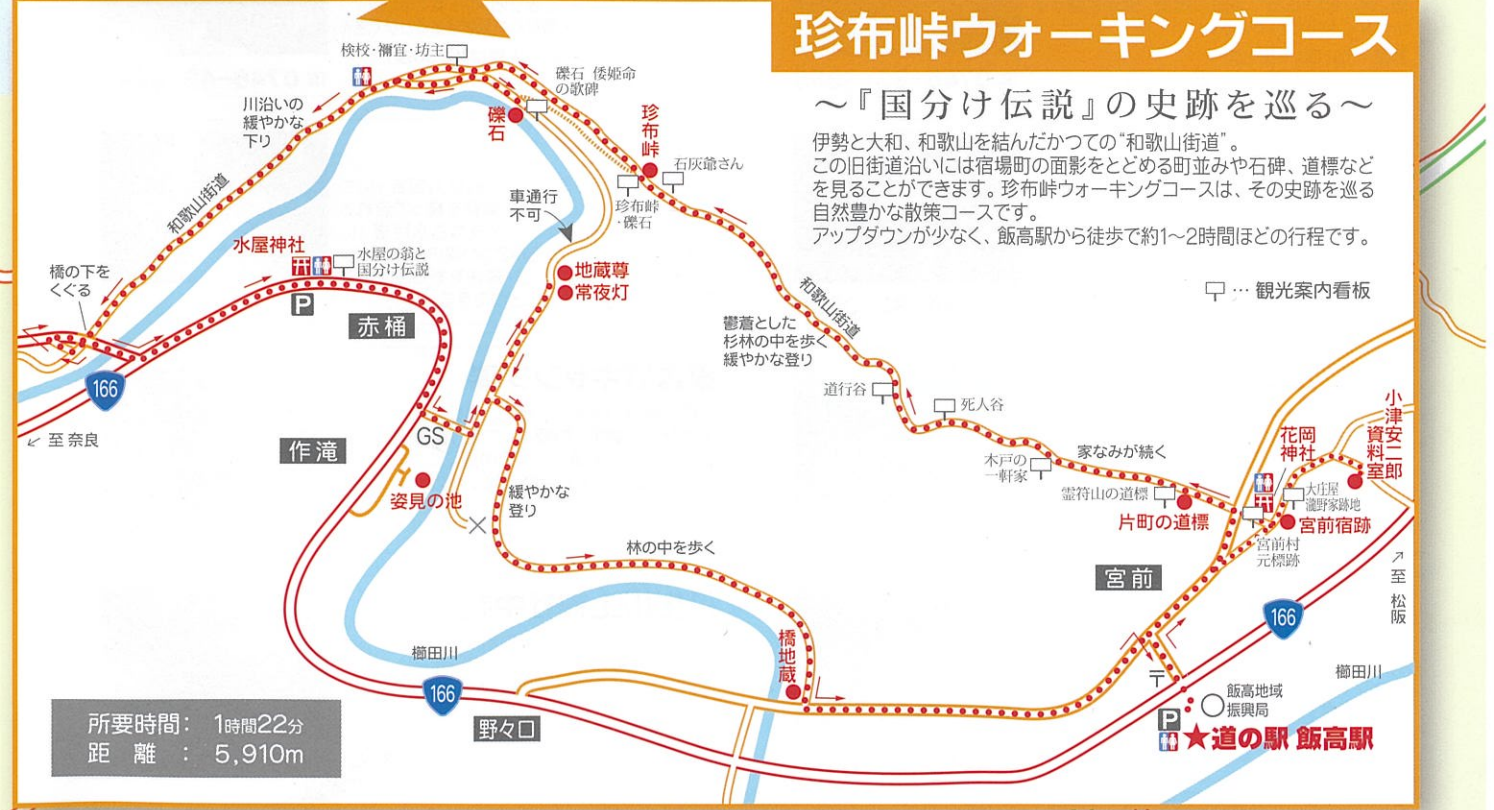 珍布峠ウォーキングコース
～『国分け伝説』の史跡を巡る～
伊勢と大和、和歌山を結んだかつての“和歌山街道”。
この旧街道沿いには宿場町の面影をとどめる町並みや石碑、道標など
を見ることができます。珍布峠ウォーキングコースは、その史跡を巡る
自然豊かな散策コースです。
アップダウンが少なく、飯高駅から徒歩で約1～2時間ほどの行程です。
… 観光案内看板
検校・禰宜・坊主
礫石 倭姫命
の歌碑
川沿いの
緩やかな
下り
礫石
珍布峠
石灰爺さん
珍布峠
・礫石
車通行
不可
和歌山街道
水屋神社
水屋の翁と
国分け伝説
P
橋の下を
くぐる
地蔵尊
常夜灯
赤桶
和歌山街道
鬱蒼とした
杉林の中を歩く
緩やかな登り
166
道行谷
死人谷
至 奈良
GS
作滝
姿見の池
緩やかな
登り
木戸の
一軒家
家なみが続く
霊符山の道標
片町の道標
花岡
神社
小津安二郎
資料室
大庄屋
瀧野家跡地
宮前宿跡
宮前村
元標跡
林の中を歩く
宮前
至 松阪
166
橋地蔵
櫛田川
166
野々口
〒
飯高地域
振興局
櫛田川
P
★道の駅 飯高駅
所要時間： 1時間22分
距 離 ： 5,910m